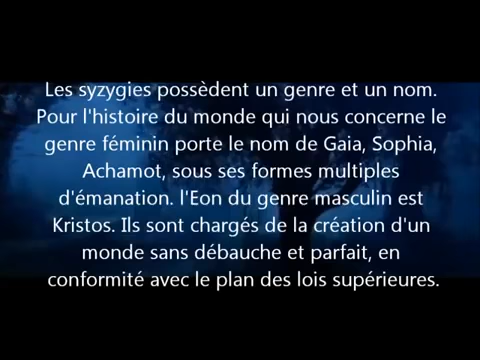 Les syzygies possèdent un genre et un nom.
Pour l'histoire du monde qui nous concerne le
genre féminin porte le nom de Gaia, Sophia,
Achamot, sous ses formes multiples
d'émanation. l'Eon du genre masculin est
Kristos. Ils sont chargés de la création d'un
monde sans débauche et parfait, en
conformité avec le plan des lois supérieures.